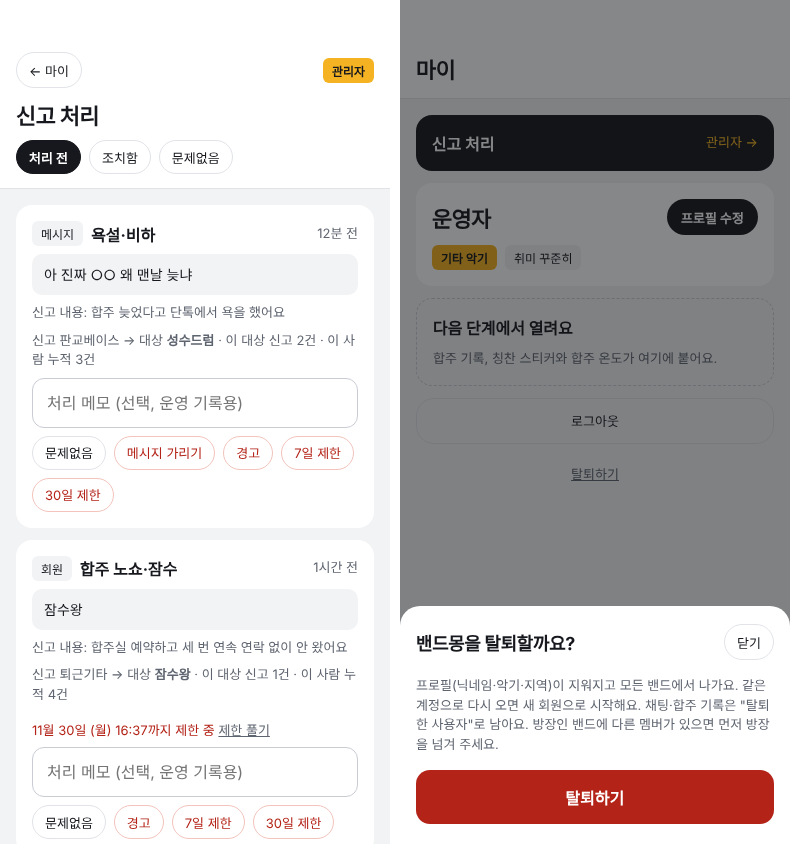 ← 마이
관리자
신고 처리
처리 전
조치함
문제없음
메시지 욕설·비하
12분 전
아 진짜 ○○ 왜 맨날 늦냐
신고 내용: 합주 늦었다고 단톡에서 욕을 했어요
신고 판교베이스 → 대상 성수드럼 · 이 대상 신고 2건 · 이 사
람 누적 3건
처리 메모 (선택, 운영 기록용)
문제없음
메시지 가리기
경고
7일 제한
30일 제한
회원 합주 노쇼·잠수
1시간 전
잠수왕
신고 내용: 합주실 예약하고 세 번 연속 연락 없이 안 왔어요
신고 퇴근기타 → 대상 잠수왕 · 이 대상 신고 1건 · 이 사람 누
적 4건
11월 30일 (월) 16:37까지 제한 중 제한 풀기
처리 메모 (선택, 운영 기록용)
문제없음
경고
7일 제한
30일 제한
마이
신고 처리
관리자 →
운영자
프로필 수정
기타 악기
취미 꾸준히
다음 단계에서 열려요
합주 기록, 칭찬 스티커와 합주 온도가 여기에 붙어요.
로그아웃
탈퇴하기
밴드몽을 탈퇴할까요?
닫기
프로필(닉네임·악기·지역)이 지워지고 모든 밴드에서 나가요. 같은
계정으로 다시 오면 새 회원으로 시작해요. 채팅·합주 기록은 "탈퇴
한 사용자"로 남아요. 방장인 밴드에 다른 멤버가 있으면 먼저 방장
을 넘겨 주세요.
탈퇴하기